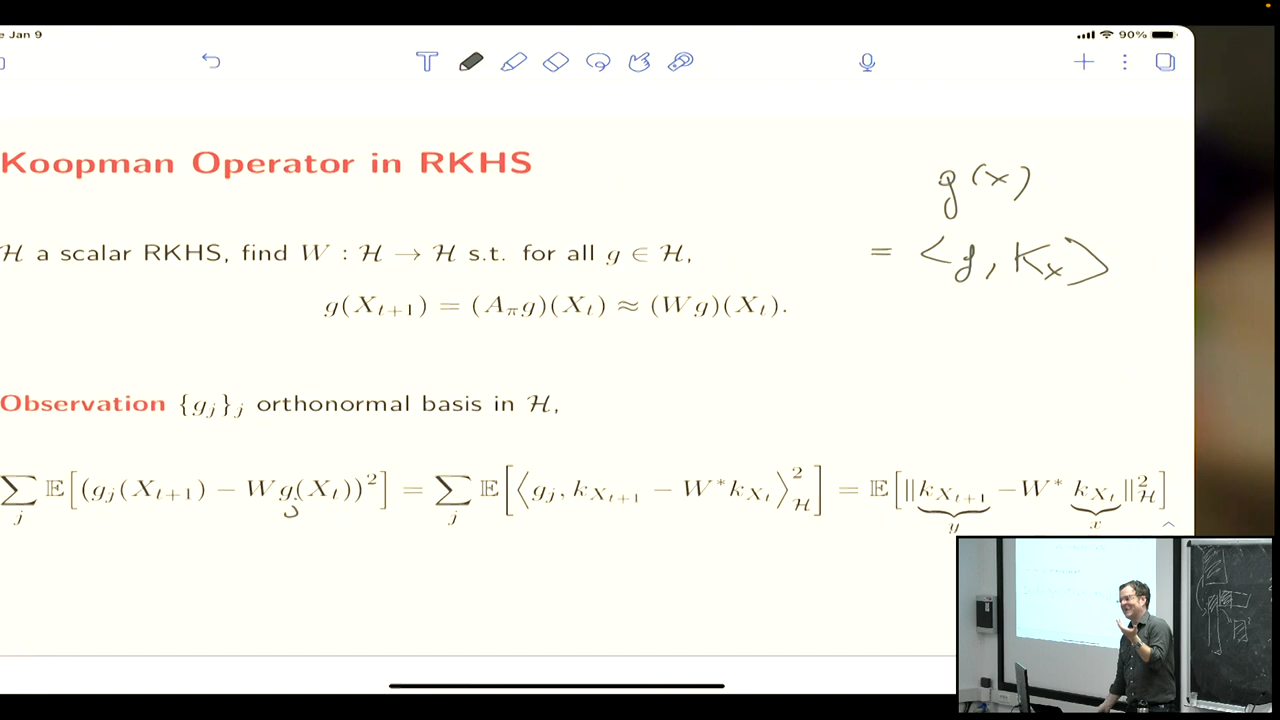 e Jan 9
90%
Koopman Operator in RKHS
g(x)
= <g, Kx>
ℋ a scalar RKHS, find W : ℋ → ℋ s.t. for all g ∈ ℋ,
g(X_{t+1}) = (A_π g)(X_t) ≈ (Wg)(X_t).
Observation {g_j}_j orthonormal basis in ℋ,
∑_j 𝔼[(g_j(X_{t+1}) − Wg_j(X_t))^2] = ∑_j 𝔼[⟨g_j, k_{X_{t+1}} − W^* k_{X_t}⟩^2_ℋ] = 𝔼[‖k_{X_{t+1}} − W^* k_{X_t}‖^2_ℋ]
y x